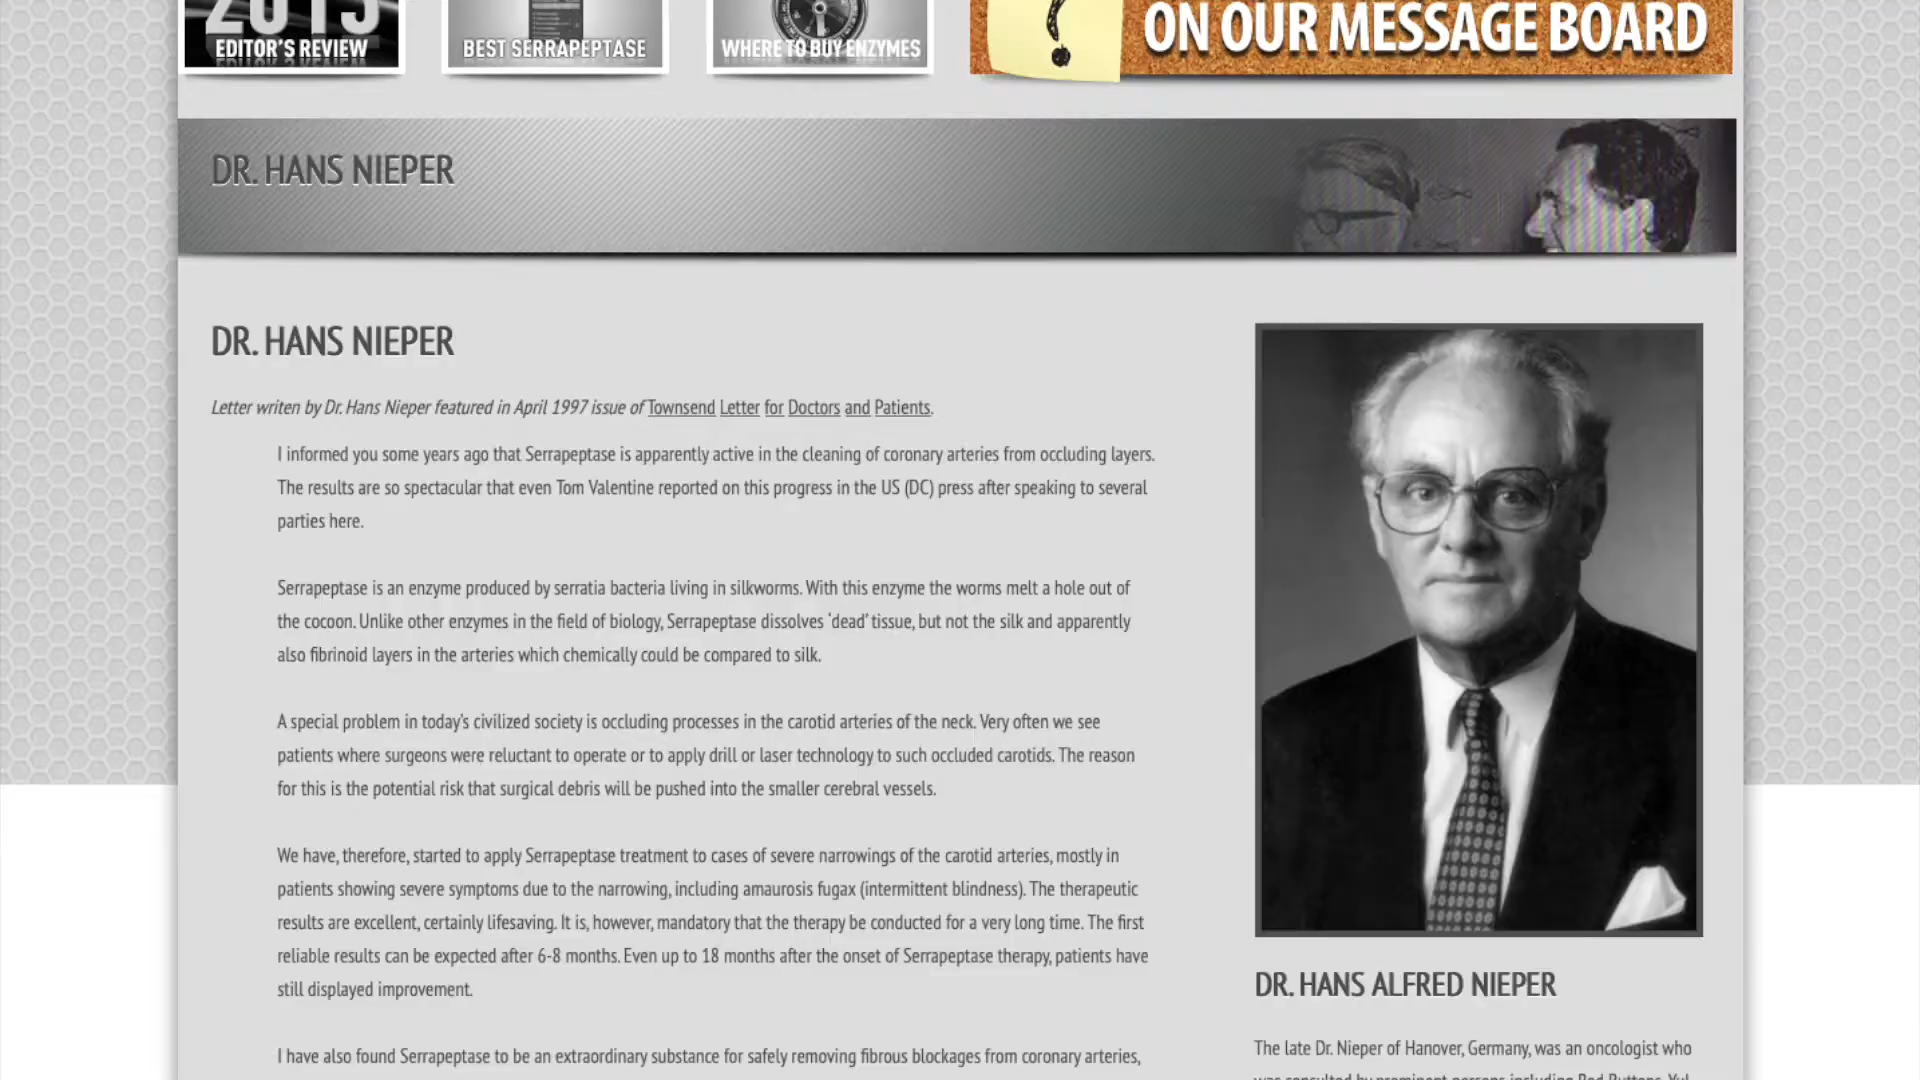 2013
EDITOR'S REVIEW
BEST SERRAPEPTASE
WHERE TO BUY ENZYMES
?
ON OUR MESSAGE BOARD
DR. HANS NIEPER
DR. HANS NIEPER
Letter writen by Dr. Hans Nieper featured in April 1997 issue of Townsend Letter for Doctors and Patients.
I informed you some years ago that Serrapeptase is apparently active in the cleaning of coronary arteries from occluding layers.
The results are so spectacular that even Tom Valentine reported on this progress in the US (DC) press after speaking to several
parties here.
Serrapeptase is an enzyme produced by serratia bacteria living in silkworms. With this enzyme the worms melt a hole out of
the cocoon. Unlike other enzymes in the field of biology, Serrapeptase dissolves 'dead' tissue, but not the silk and apparently
also fibrinoid layers in the arteries which chemically could be compared to silk.
A special problem in today's civilized society is occluding processes in the carotid arteries of the neck. Very often we see
patients where surgeons were reluctant to operate or to apply drill or laser technology to such occluded carotids. The reason
for this is the potential risk that surgical debris will be pushed into the smaller cerebral vessels.
We have, therefore, started to apply Serrapeptase treatment to cases of severe narrowings of the carotid arteries, mostly in
patients showing severe symptoms due to the narrowing, including amaurosis fugax (intermittent blindness). The therapeutic
results are excellent, certainly lifesaving. It is, however, mandatory that the therapy be conducted for a very long time. The first
reliable results can be expected after 6-8 months. Even up to 18 months after the onset of Serrapeptase therapy, patients have
still displayed improvement.
I have also found Serrapeptase to be an extraordinary substance for safely removing fibrous blockages from coronary arteries,
DR. HANS ALFRED NIEPER
The late Dr. Nieper of Hanover, Germany, was an oncologist who
was consulted by prominent persons including Red Buttons, Yul